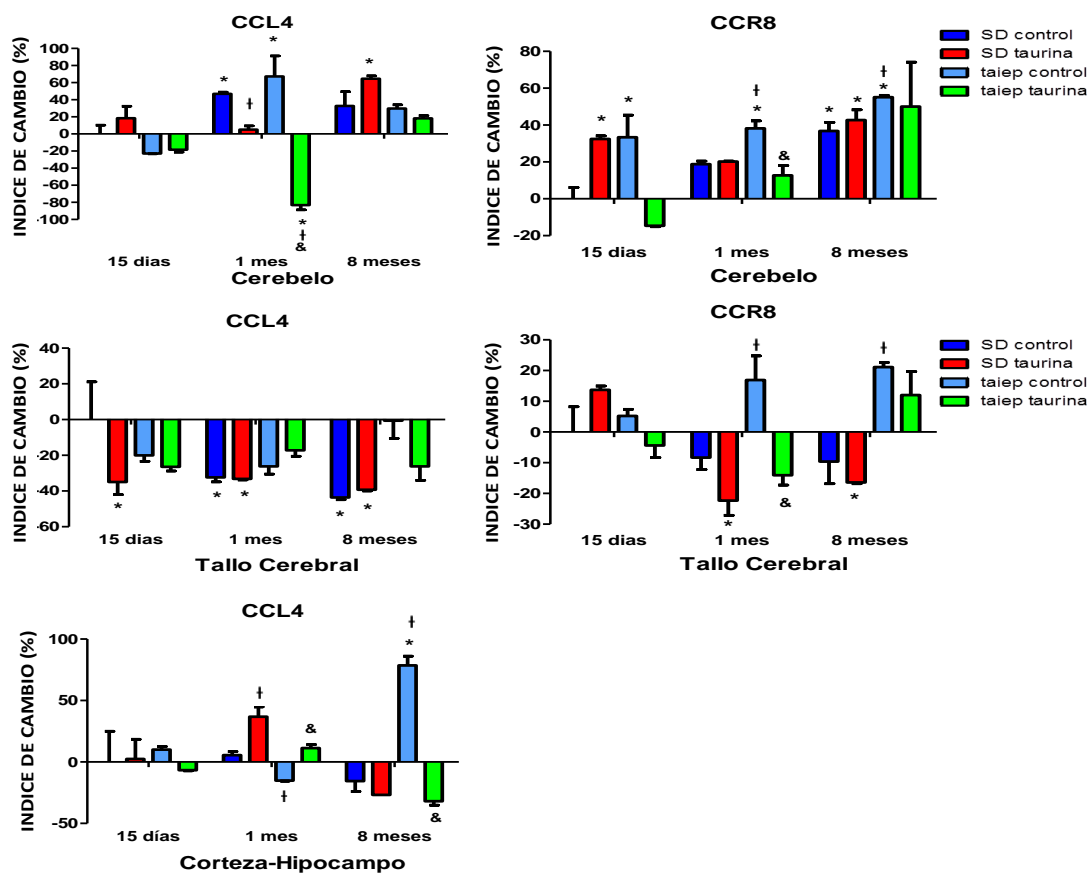 CCL4
INDICE DE CAMBIO (%)
100
80
60
40
20
0
-20
-40
-60
-80
-100
*
*
ƚ
*
*
ƚ
&
15 dias
1 mes
8 meses
Cerebelo
CCR8
INDICE DE CAMBIO (%)
80
60
40
20
0
-20
*
*
ƚ
*
&
*
*
ƚ
*
15 dias
1 mes
8 meses
Cerebelo
SD control
SD taurina
taiep control
taiep taurina
CCL4
INDICE DE CAMBIO (%)
40
20
0
-20
-40
-60
*
*
*
*
*
15 dias
1 mes
8 meses
Tallo Cerebral
CCR8
INDICE DE CAMBIO (%)
30
20
10
0
-10
-20
-30
ƚ
*
&
ƚ
*
15 dias
1 mes
8 meses
Tallo Cerebral
SD control
SD taurina
taiep control
taiep taurina
CCL4
INDICE DE CAMBIO (%)
100
50
0
-50
ƚ
ƚ
&
ƚ
*
&
15 días
1 mes
8 meses
Corteza-Hipocampo